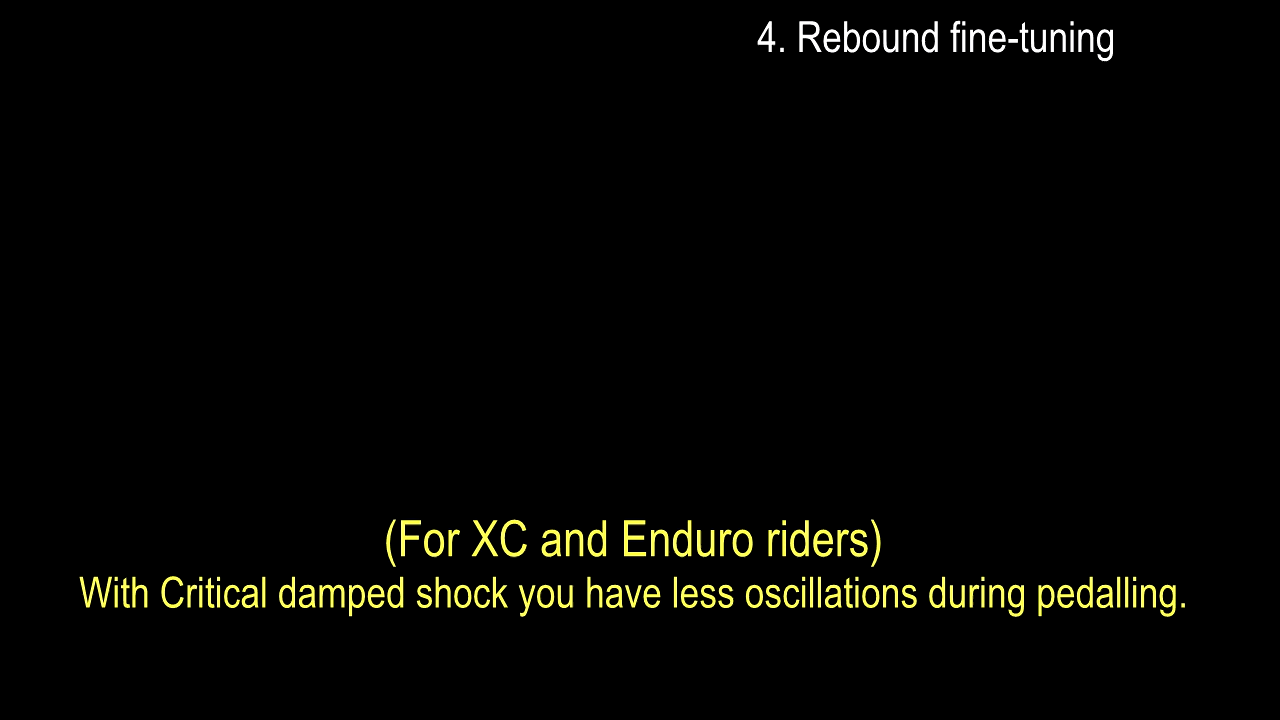 4. Rebound fine-tuning
(For XC and Enduro riders)
With Critical damped shock you have less oscillations during pedalling.